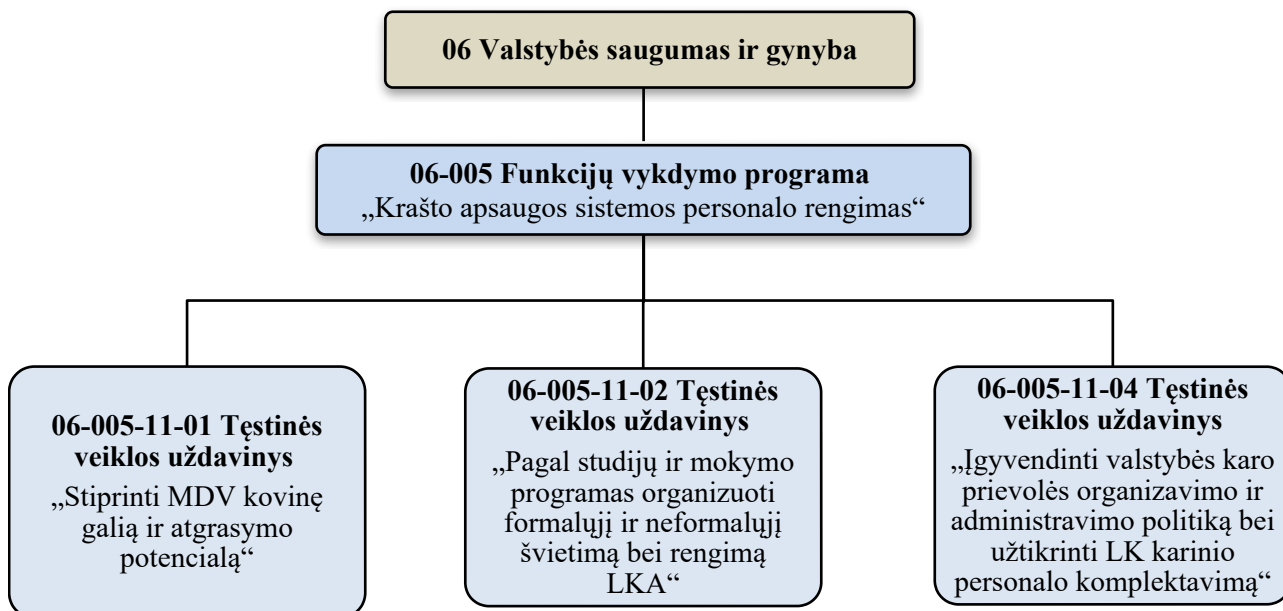 06 Valstybės saugumas ir gynyba
06-005 Funkcijų vykdymo programa
„Krašto apsaugos sistemos personalo rengimas“
06-005-11-01 Tęstinės
veiklos uždavinys
„Stiprinti MDV kovinę
galią ir atgrasymo
potencialą“
06-005-11-02 Tęstinės
veiklos uždavinys
„Pagal studijų ir mokymo
programas organizuoti
formalųjį ir neformalųjį
švietimą bei rengimą
LKA“
06-005-11-04 Tęstinės
veiklos uždavinys
„Įgyvendinti valstybės karo
prievolės organizavimo ir
administravimo politiką bei
užtikrinti LK karinio
personalo komplektavimą“